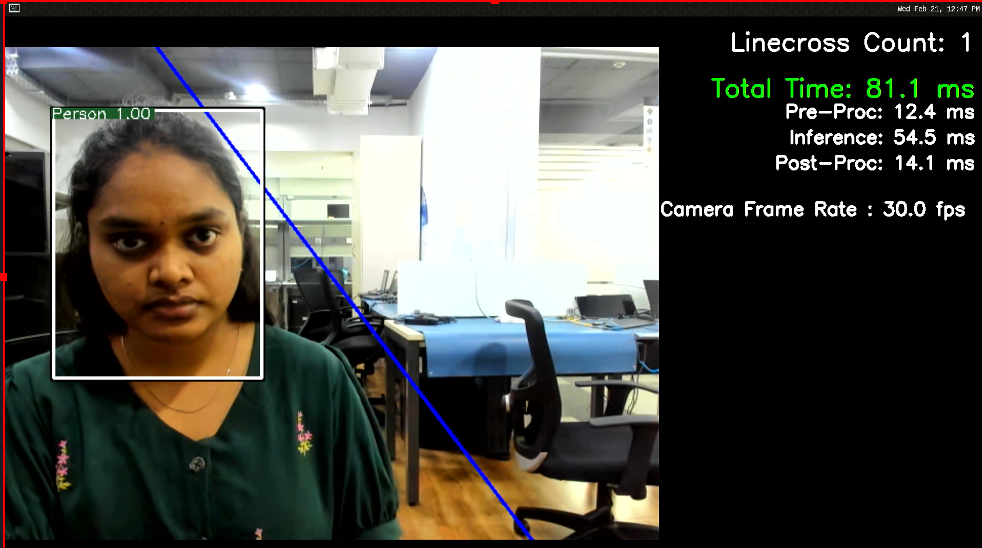 Wed Feb 21, 12:47 PM
Linecross Count: 1
Total Time: 81.1 ms
Pre-Proc: 12.4 ms
Inference: 54.5 ms
Post-Proc: 14.1 ms
Camera Frame Rate : 30.0 fps
Person 1.00